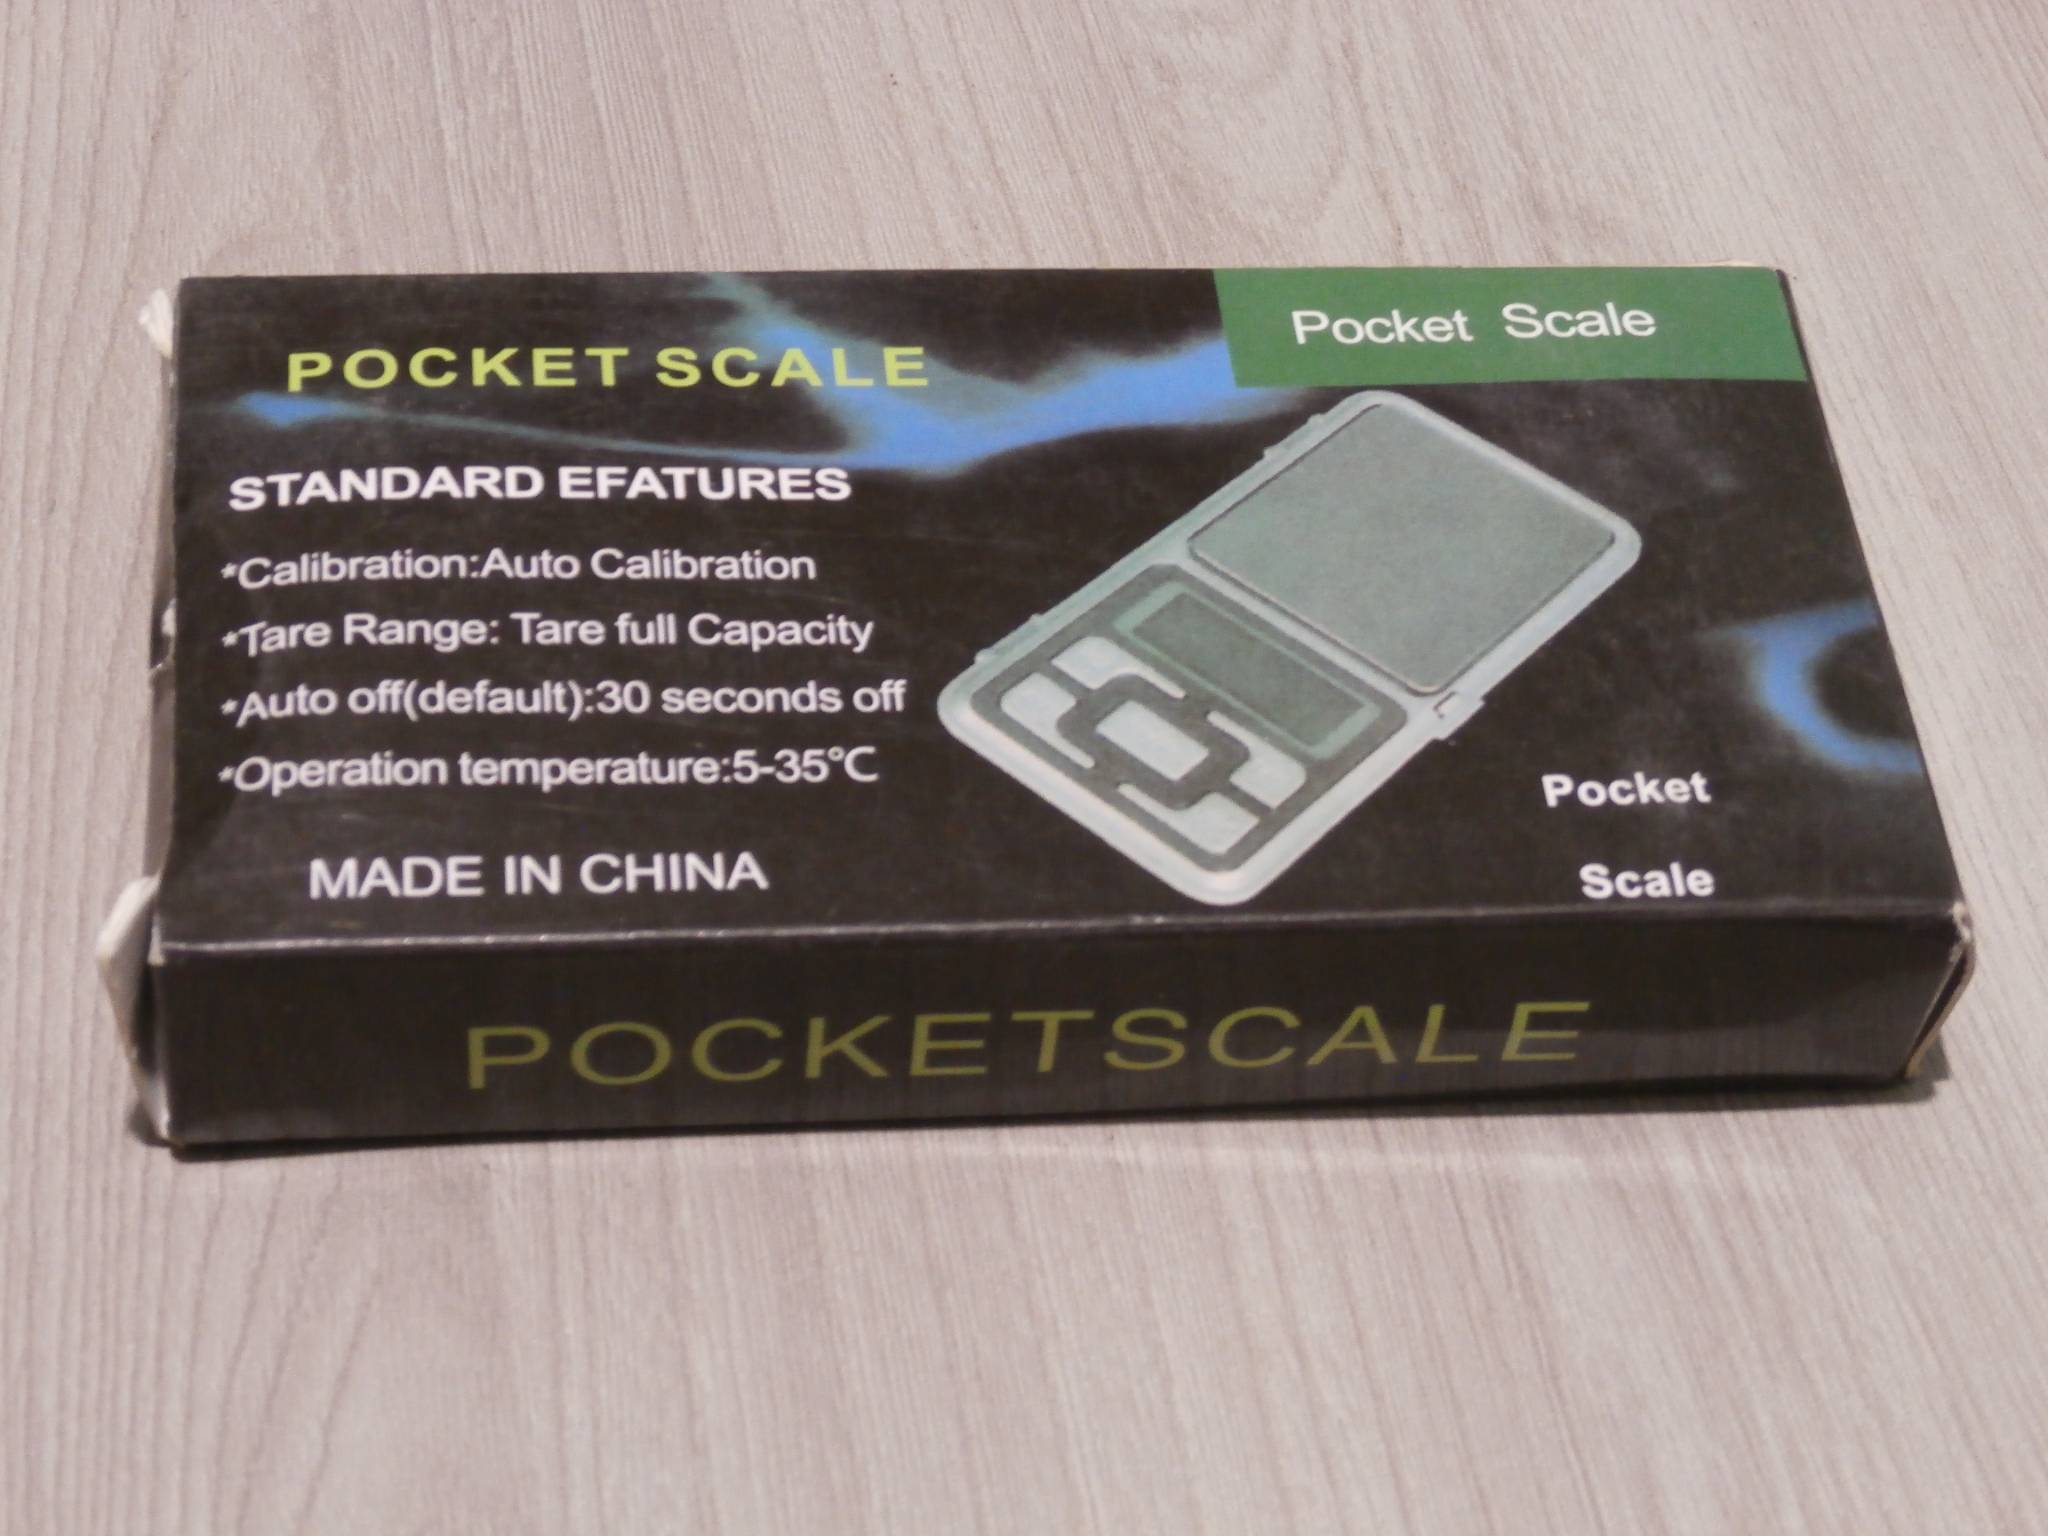 Pocket Scale
POCKET SCALE
STANDARD EFATURES
*Calibration:Auto Calibration
*Tare Range: Tare full Capacity
*Auto off(default):30 seconds off
*Operation temperature:5-35℃
MADE IN CHINA
Pocket
Scale
POCKETSCALE